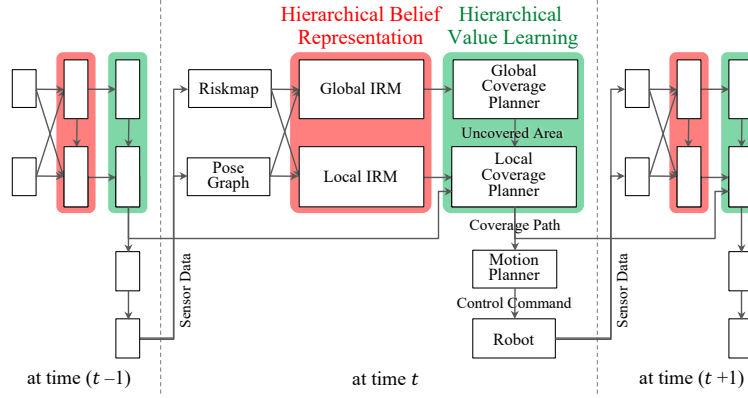 Hierarchical Belief
Representation
Hierarchical
Value Learning
Riskmap
Global IRM
Global
Coverage
Planner
Uncovered Area
Pose
Graph
Local IRM
Local
Coverage
Planner
Coverage Path
Motion
Planner
Sensor Data
Sensor Data
Control Command
Robot
at time (t –1)
at time t
at time (t +1)